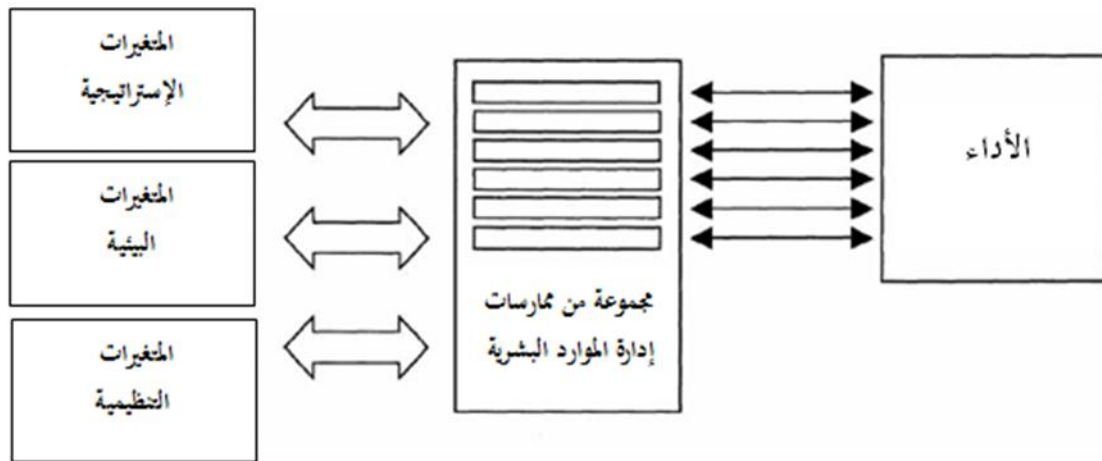 المتغيرات
الإستراتيجية
المتغيرات
البيئية
المتغيرات
التنظيمية
مجموعة من ممارسات
إدارة الموارد البشرية
الأداء